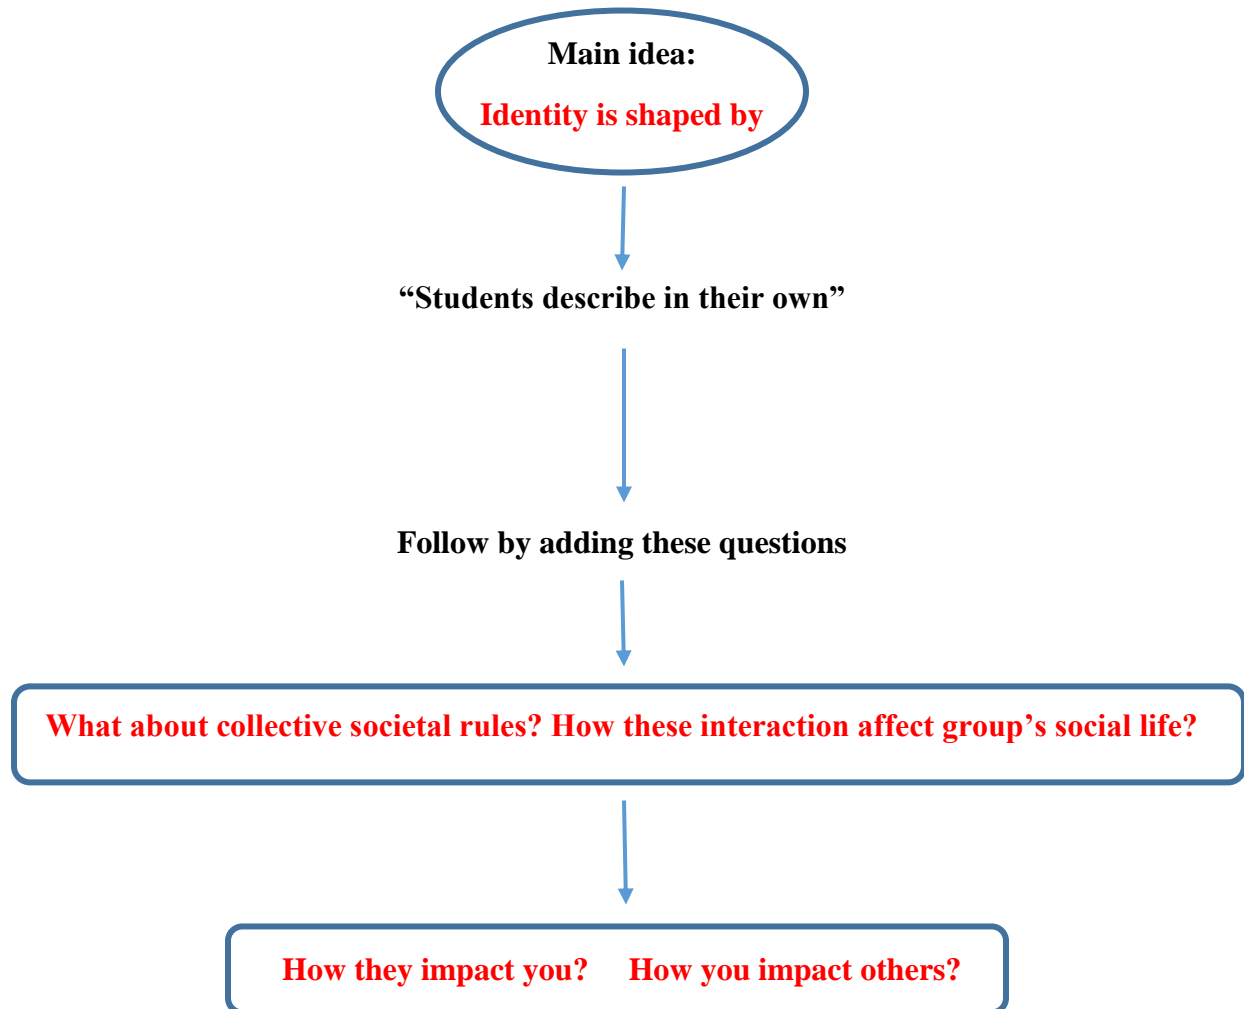 Main idea:
Identity is shaped by
“Students describe in their own”
Follow by adding these questions
What about collective societal rules? How these interaction affect group’s social life?
How they impact you? How you impact others?